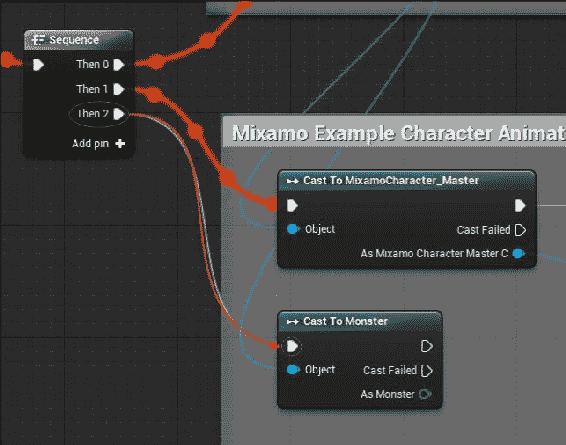 Sequence
Then 0
Then 1
Then 2
Add pin
Mixamo Example Character Animat
Cast To MixamoCharacter_Master
Object
Cast Failed
As Mixamo Character Master C
Cast To Monster
Object
Cast Failed
As Monster